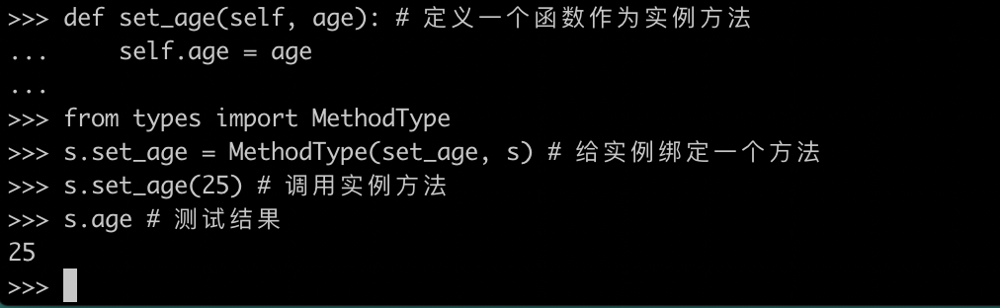 >>> def set_age(self, age): # 定义一个函数作为实例方法
...     self.age = age
...
>>> from types import MethodType
>>> s.set_age = MethodType(set_age, s) # 给实例绑定一个方法
>>> s.set_age(25) # 调用实例方法
>>> s.age # 测试结果
25
>>>